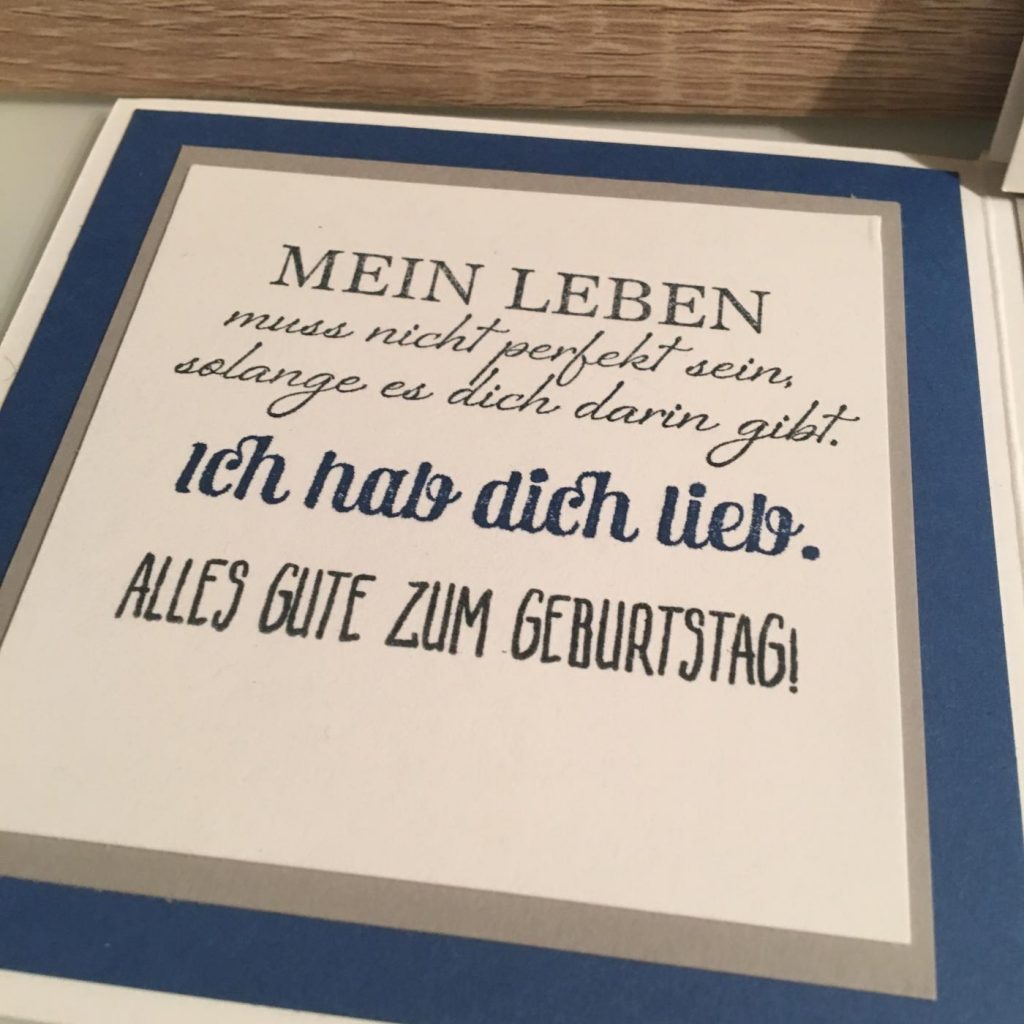 MEIN LEBEN
muss nicht perfekt sein,
solange es dich darin gibt.
Ich hab dich lieb.
ALLES GUTE ZUM GEBURTSTAG!